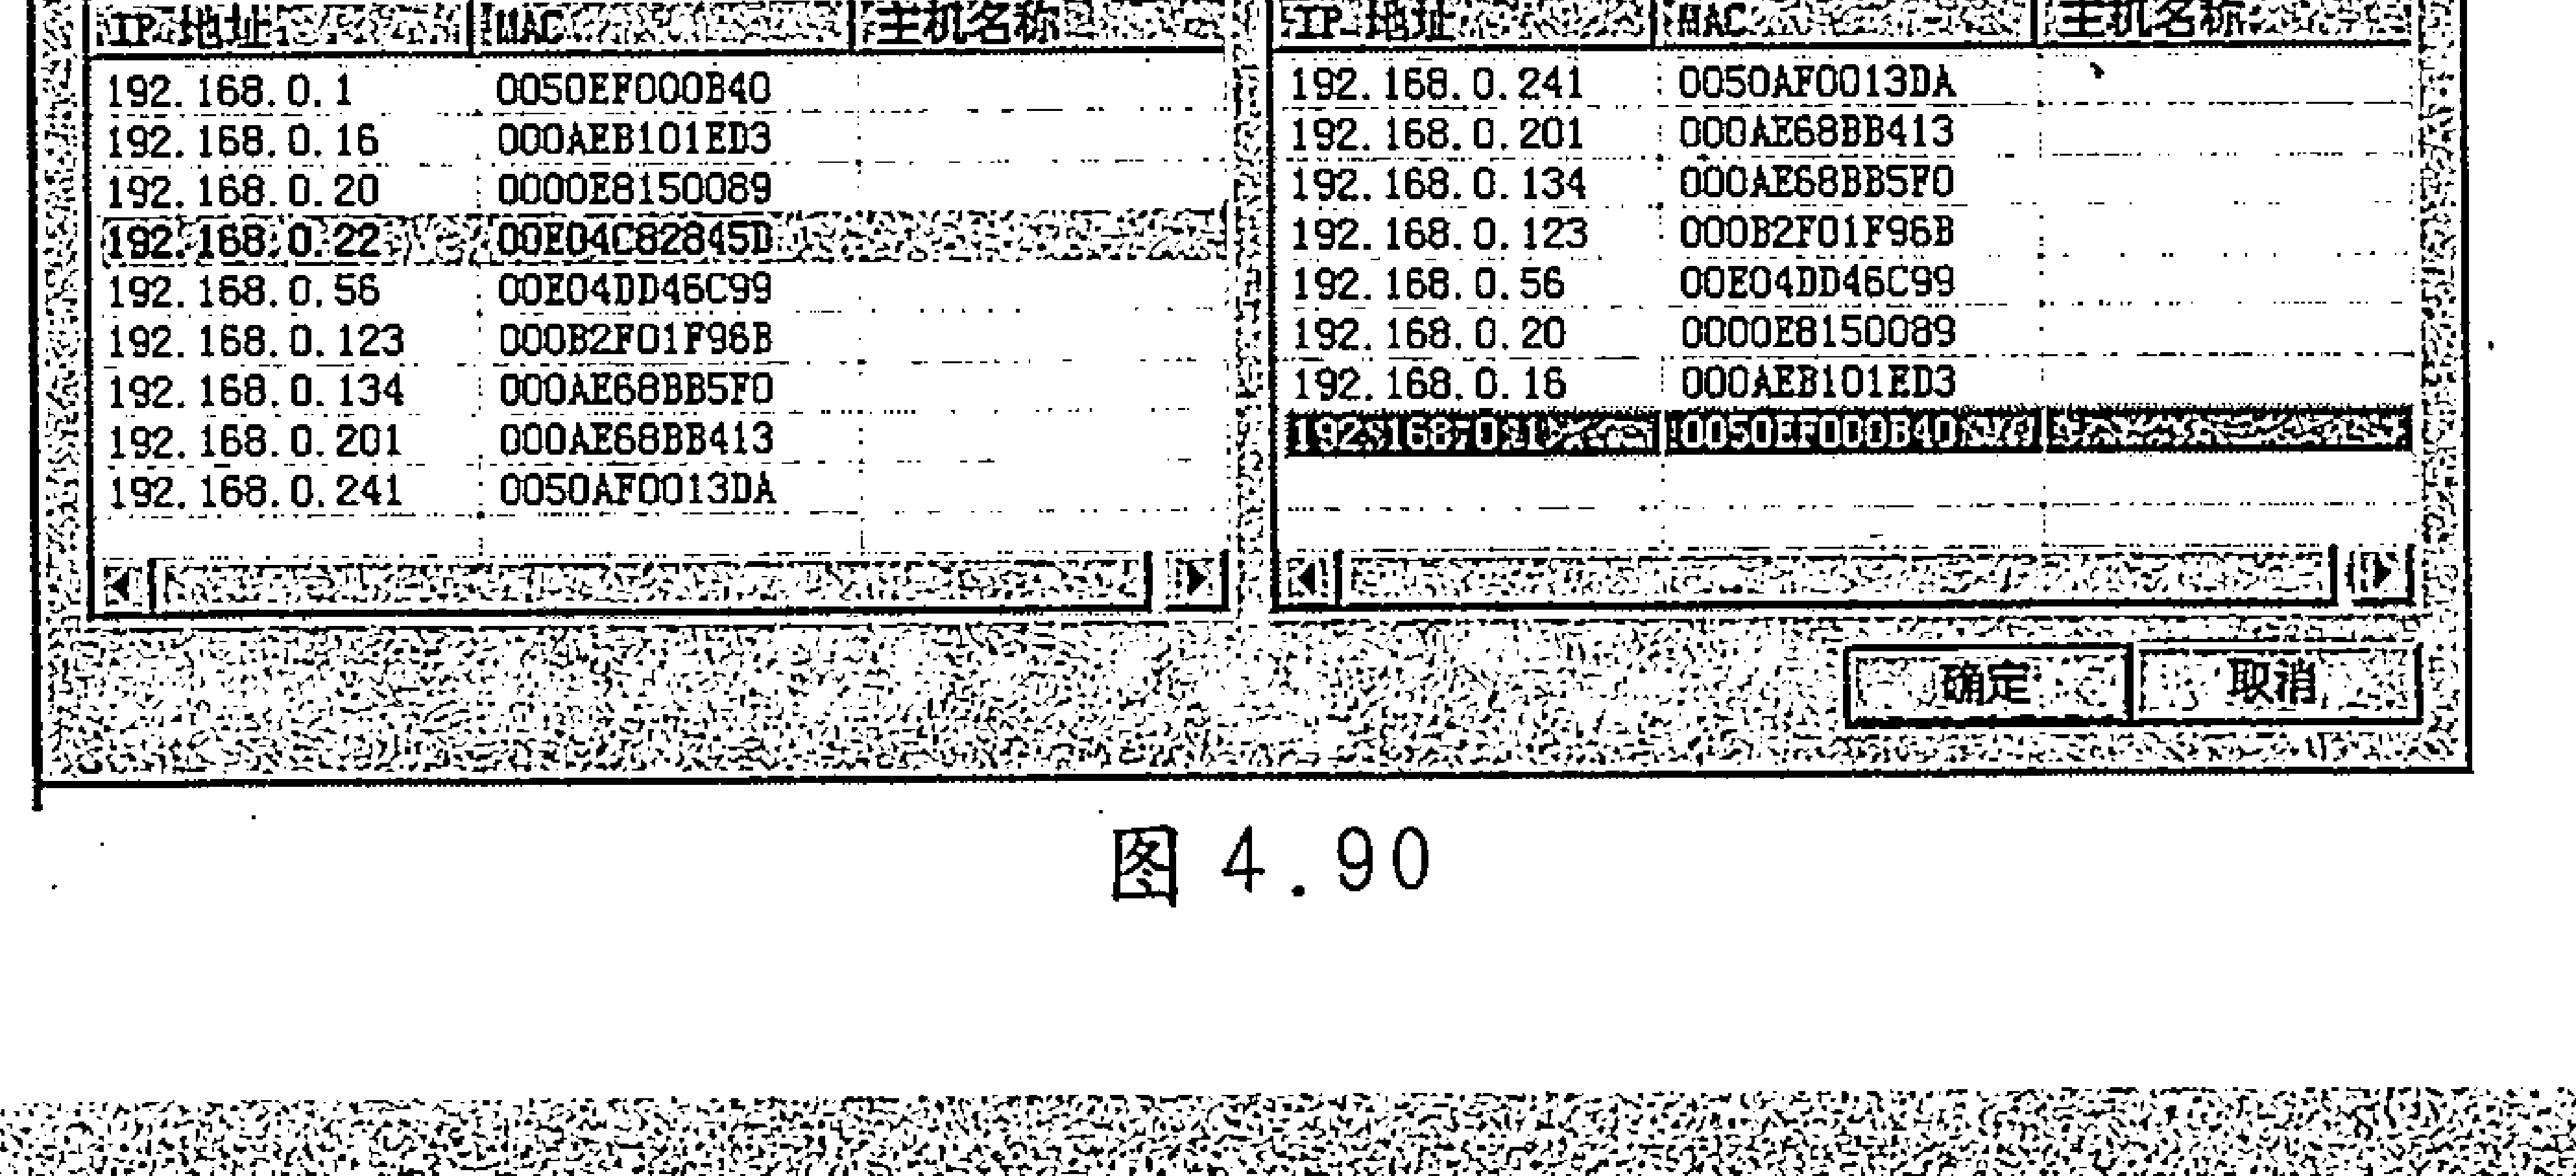 IP 地址 MAC 主机名称
192.168.0.1 0050EF000B40
192.168.0.16 000AEB101ED3
192.168.0.20 0000E8150089
192.168.0.22 00E04C82845D
192.168.0.56 00E04DD46C99
192.168.0.123 000B2F01F96B
192.168.0.134 000AE68BB5F0
192.168.0.201 000AE68BB413
192.168.0.241 0050AF0013DA
IP 地址 MAC 主机名称
192.168.0.241 0050AF0013DA
192.168.0.201 000AE68BB413
192.168.0.134 000AE68BB5F0
192.168.0.123 000B2F01F96B
192.168.0.56 00E04DD46C99
192.168.0.20 0000E8150089
192.168.0.16 000AEB101ED3
192.168.0.1 0050EF000B40
确定 取消
图 4.90